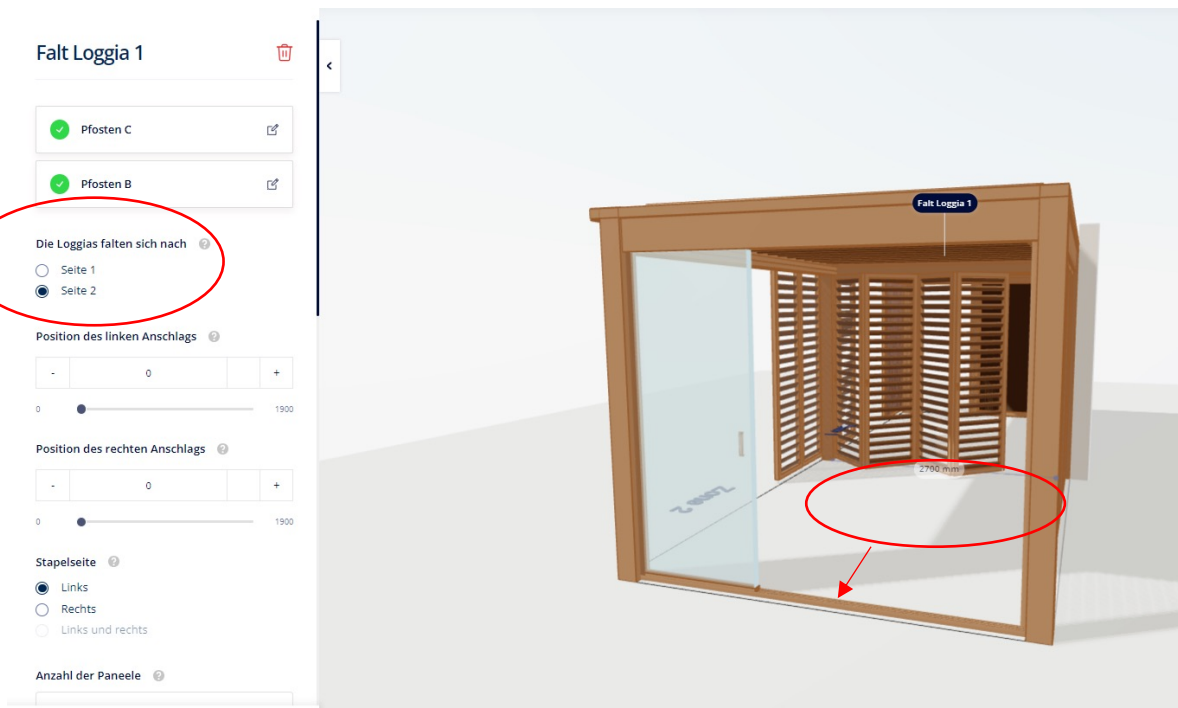 Falt Loggia 1
Pfosten C
Pfosten B
Die Loggias falten sich nach ?
Seite 1
Seite 2
Position des linken Anschlags ?
- 0 +
0 1900
Position des rechten Anschlags ?
- 0 +
0 1900
Stapelseite ?
Links
Rechts
Links und rechts
Anzahl der Paneele ?
Falt Loggia 1
2700 mm